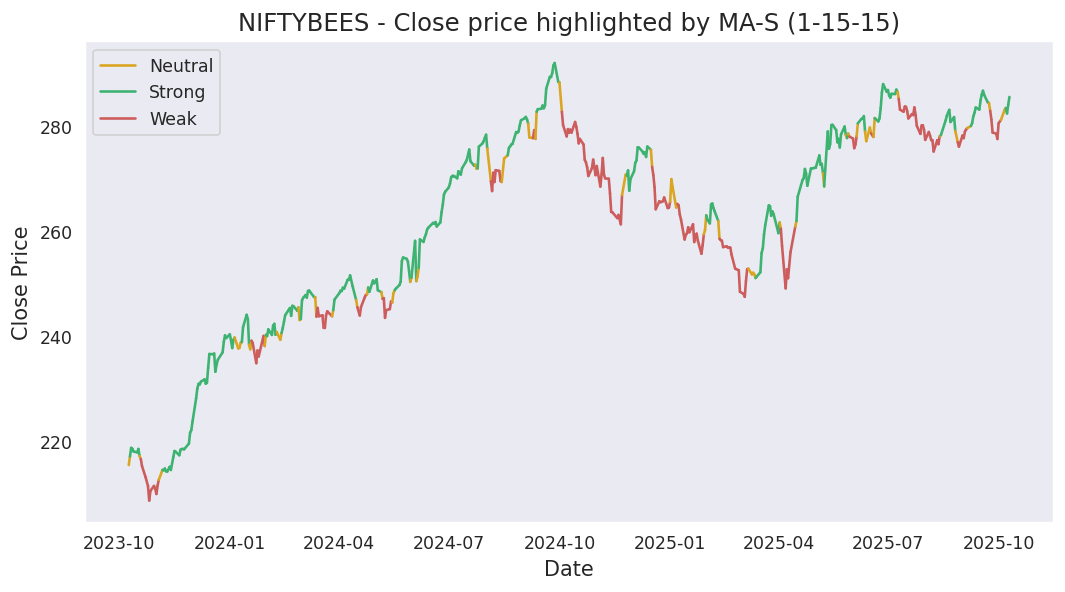 NIFTYBEES - Close price highlighted by MA-S (1-15-15)
Neutral
Strong
Weak
Close Price
280
260
240
220
2023-10 2024-01 2024-04 2024-07 2024-10 2025-01 2025-04 2025-07 2025-10
Date